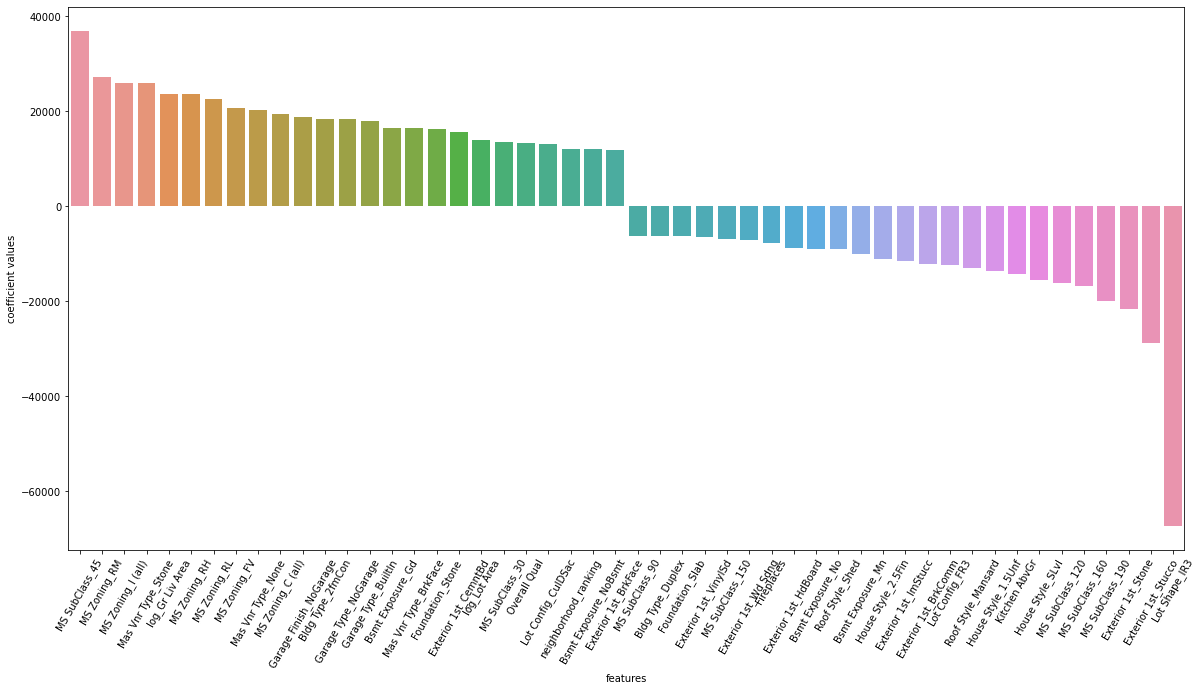 40000
20000
0
−20000
−40000
−60000
coefficient values
MS SubClass_45
MS Zoning_RM
MS Zoning_I (all)
Mas Vnr Type_Stone
log_Gr Liv Area
MS Zoning_RH
MS Zoning_RL
MS Zoning_FV
Mas Vnr Type_None
MS Zoning_C (all)
Garage Finish_NoGarage
Bldg Type_2fmCon
Garage Type_NoGarage
Garage Type_BuiltIn
Bsmt Exposure_Gd
Mas Vnr Type_BrkFace
Foundation_Stone
Exterior 1st_CemntBd
log_Lot Area
MS SubClass_30
Overall Qual
Lot Config_CulDSac
neighborhood_ranking
Bsmt Exposure_NoBsmt
Exterior 1st_BrkFace
MS SubClass_90
Bldg Type_Duplex
Foundation_Slab
Exterior 1st_VinylSd
MS SubClass_150
Exterior 1st_Wd Sdng
Fireplaces
Exterior 1st_HdBoard
Bsmt Exposure_No
Roof Style_Shed
Bsmt Exposure_Mn
House Style_2.5Fin
Exterior 1st_ImStucc
Exterior 1st_BrkComm
Lot Config_FR3
Roof Style_Mansard
House Style_1.5Unf
Kitchen AbvGr
House Style_SLvl
MS SubClass_120
MS SubClass_160
MS SubClass_190
Exterior 1st_Stone
Exterior 1st_Stucco
Lot Shape_IR3
features